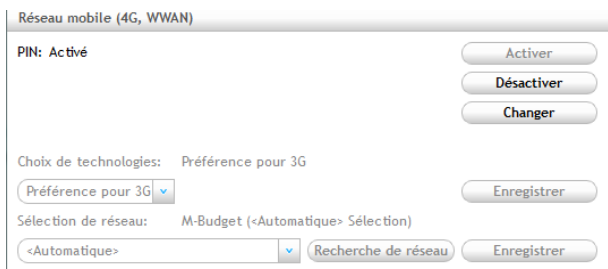 Réseau mobile (4G, WWAN)
PIN: Activé
Activer
Désactiver
Changer
Choix de technologies: Préférence pour 3G
Préférence pour 3G
Enregistrer
Sélection de réseau: M-Budget (<Automatique> Sélection)
<Automatique>
Recherche de réseau
Enregistrer